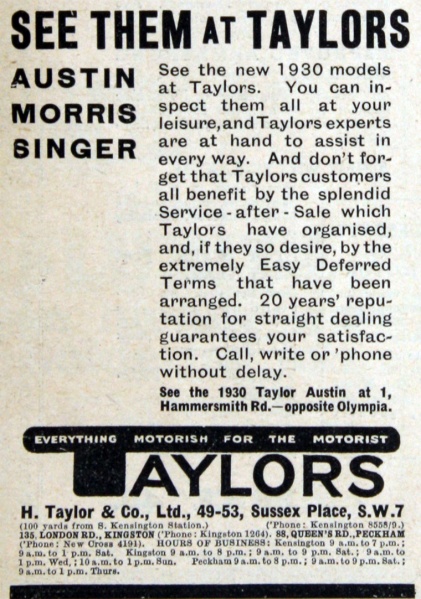 SEE THEM AT TAYLORS
AUSTIN
MORRIS
SINGER
See the new 1930 models
at Taylors. You can in-
spect them all at your
leisure, and Taylors experts
are at hand to assist in
every way. And don't for-
get that Taylors customers
all benefit by the splendid
Service-after-Sale which
Taylors have organised,
and, if they so desire, by the
extremely Easy Deferred
Terms that have been
arranged. 20 years' repu-
tation for straight dealing
guarantees your satisfac-
tion. Call, write or 'phone
without delay.
See the 1930 Taylor Austin at 1,
Hammersmith Rd.—opposite Olympia.
EVERYTHING MOTORISH FOR THE MOTORIST
TAYLORS
H. Taylor & Co., Ltd., 49-53, Sussex Place, S.W.7
(100 yards from S. Kensington Station.) ('Phone: Kensington 8558/9.)
135, LONDON RD., KINGSTON ('Phone: Kingston 1264). 88, QUEEN'S RD., PECKHAM
('Phone: New Cross 4191). HOURS OF BUSINESS: Kensington 9 a.m. to 7 p.m.;
9 a.m. to 1 p.m. Sat. Kingston 9 a.m. to 8 p.m.; 9 a.m. to 9 p.m. Sat.; 9 a.m. to
1 p.m. Wed.; 10 a.m. to 1 p.m. Sun. Peckham 9 a.m. to 8 p.m.; 9 a.m. to 9 p.m. Sat.;
9 a.m. to 1 p.m. Thurs.